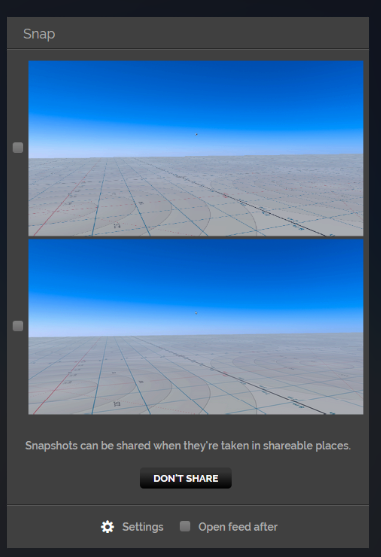 Snap
Snapshots can be shared when they're taken in shareable places.
DON'T SHARE
Settings
Open feed after